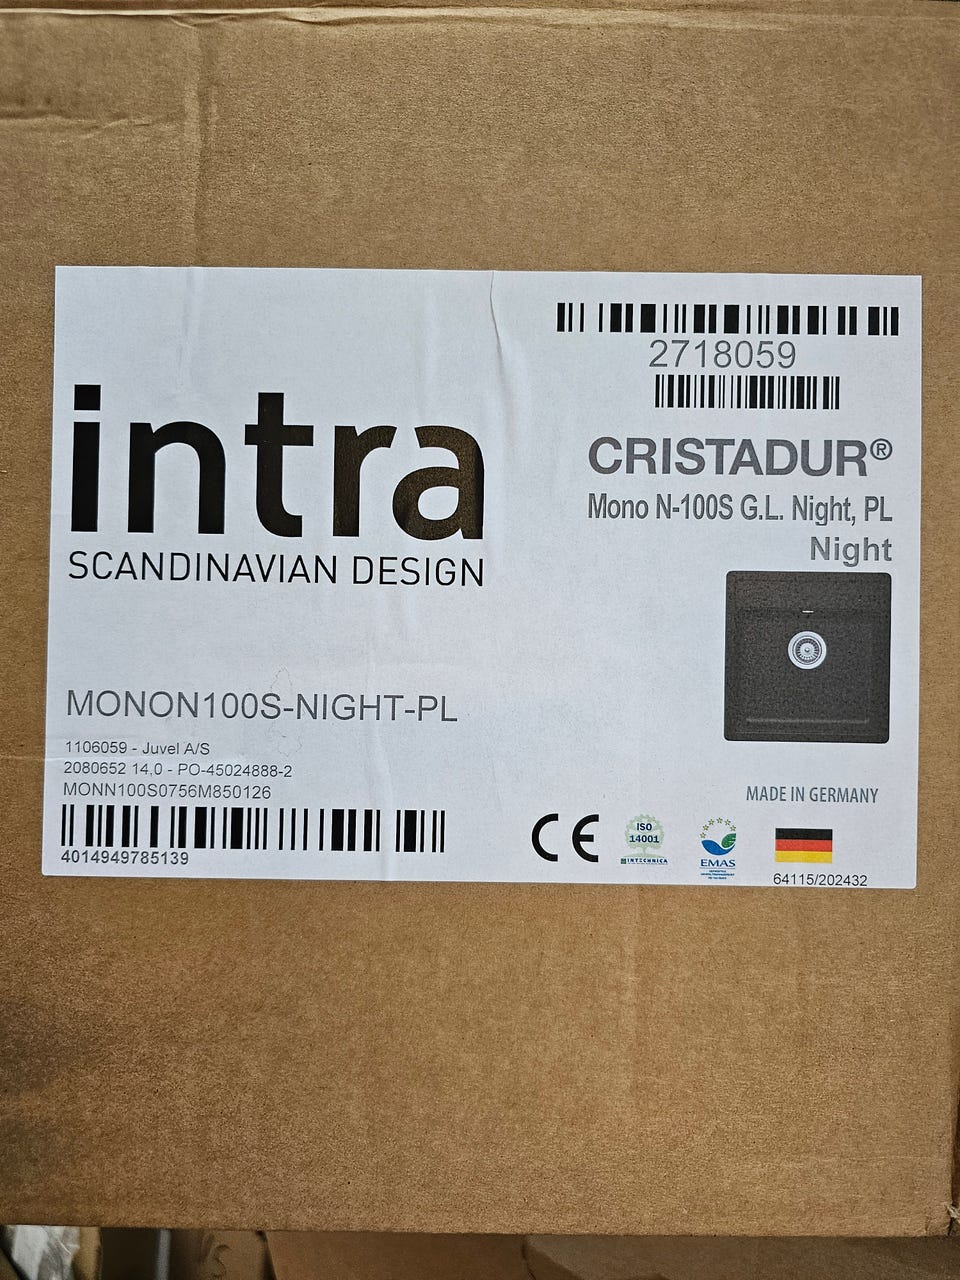 intra
SCANDINAVIAN DESIGN
2718059
CRISTADUR®
Mono N-100S G.L. Night, PL
Night
MONON100S-NIGHT-PL
1106059 - Juvel A/S
2080652 14,0 - PO-45024888-2
MONN100S0756M850126
4014949785139
MADE IN GERMANY
CE
ISO
14001
INTECHNICA
EMAS
64115/202432